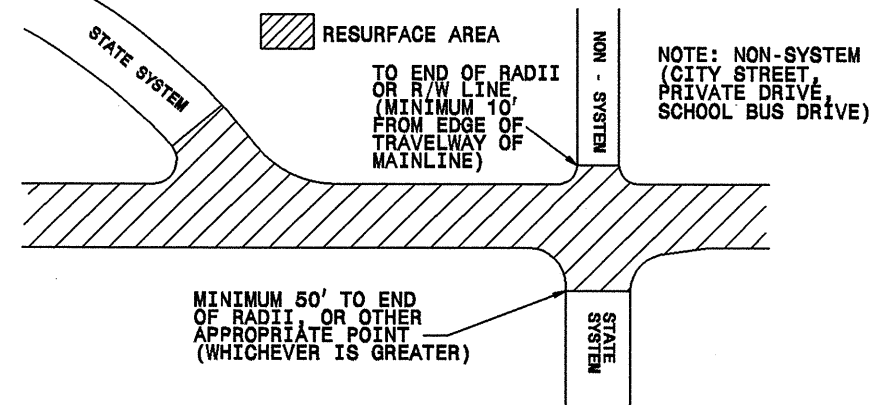 STATE SYSTEM
RESURFACE AREA
TO END OF RADII
OR R/W LINE
(MINIMUM 10'
FROM EDGE OF
TRAVELWAY OF
MAINLINE)
NON - SYSTEM
NOTE: NON-SYSTEM
(CITY STREET,
PRIVATE DRIVE,
SCHOOL BUS DRIVE)
MINIMUM 50' TO END
OF RADII, OR OTHER
APPROPRIATE POINT
(WHICHEVER IS GREATER)
STATE
SYSTEM